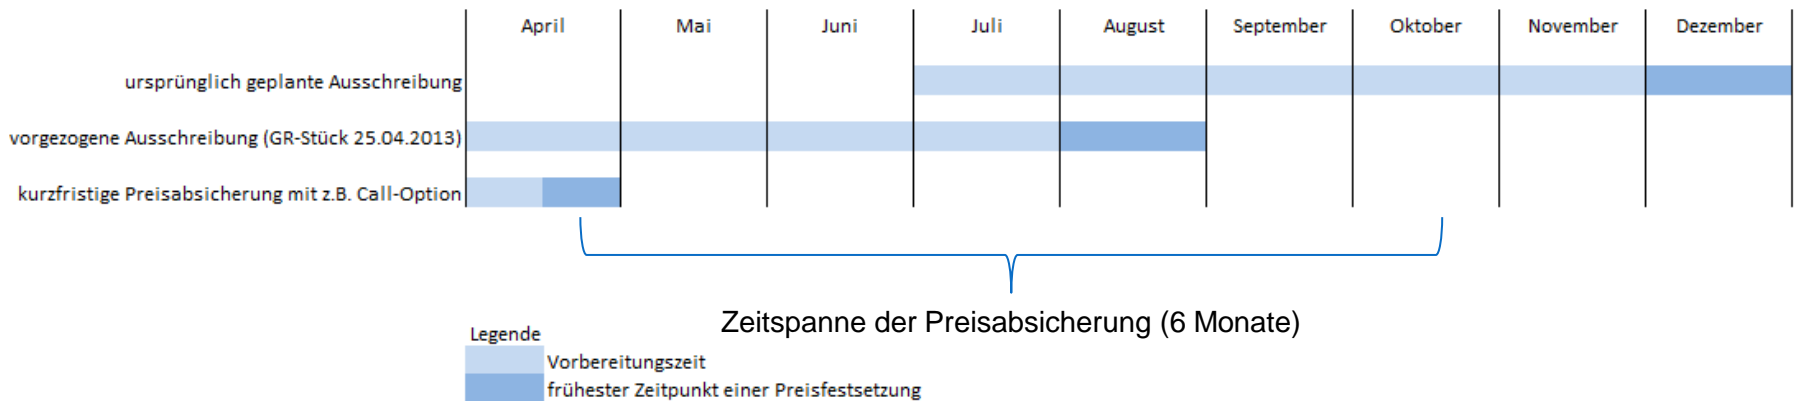 April Mai Juni Juli August September Oktober November Dezember
ursprünglich geplante Ausschreibung
vorgezogene Ausschreibung (GR-Stück 25.04.2013)
kurzfristige Preisabsicherung mit z.B. Call-Option
Zeitspanne der Preisabsicherung (6 Monate)
Legende
Vorbereitungszeit
frühester Zeitpunkt einer Preisfestsetzung